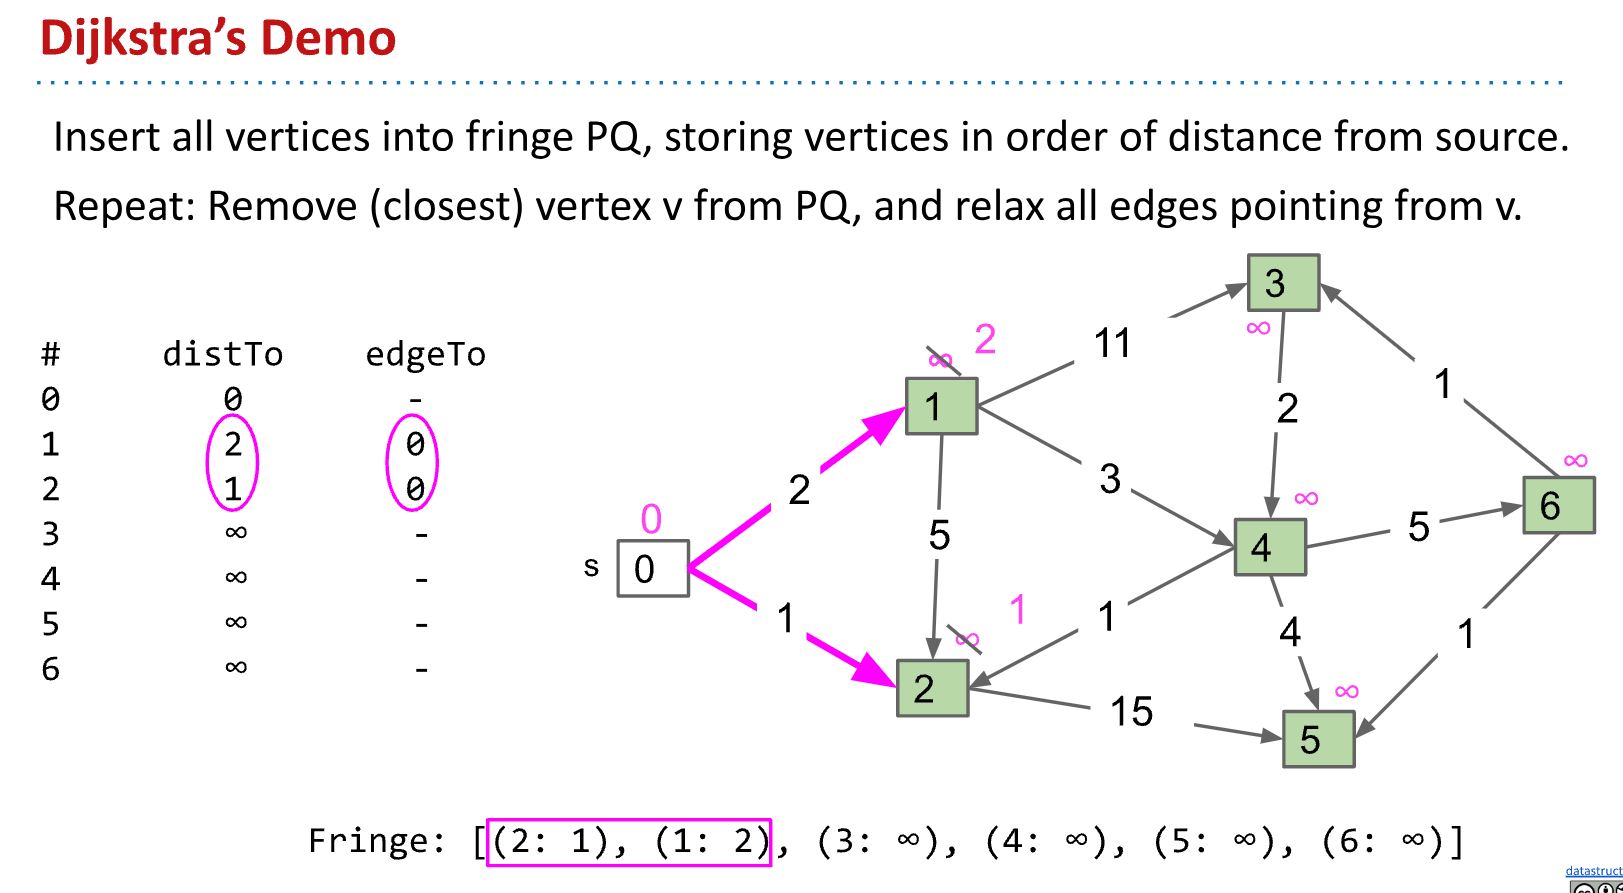 Dijkstra's Demo
Insert all vertices into fringe PQ, storing vertices in order of distance from source.
Repeat: Remove (closest) vertex v from PQ, and relax all edges pointing from v.
# distTo edgeTo
0 0 -
1 2 0
2 1 0
3 ∞ -
4 ∞ -
5 ∞ -
6 ∞ -
3
∞
2
∞
11
1
1
2
3
∞
2
∞
6
5
5
4
0
s 0
1
1
∞
1
4
1
2
∞
15
5
Fringe: [(2: 1), (1: 2), (3: ∞), (4: ∞), (5: ∞), (6: ∞)]
datastruct